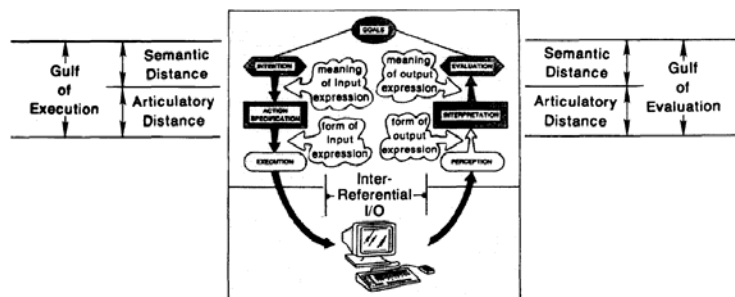 GOALS
Gulf
of
Execution
Semantic
Distance
Articulatory
Distance
INTENTION
meaning
of input
expression
ACTION
SPECIFICATION
form of
input
expression
EXECUTION
meaning
of output
expression
EVALUATION
INTERPRETATION
form of
output
expression
PERCEPTION
Inter-
Referential
I/O
Semantic
Distance
Articulatory
Distance
Gulf
of
Evaluation